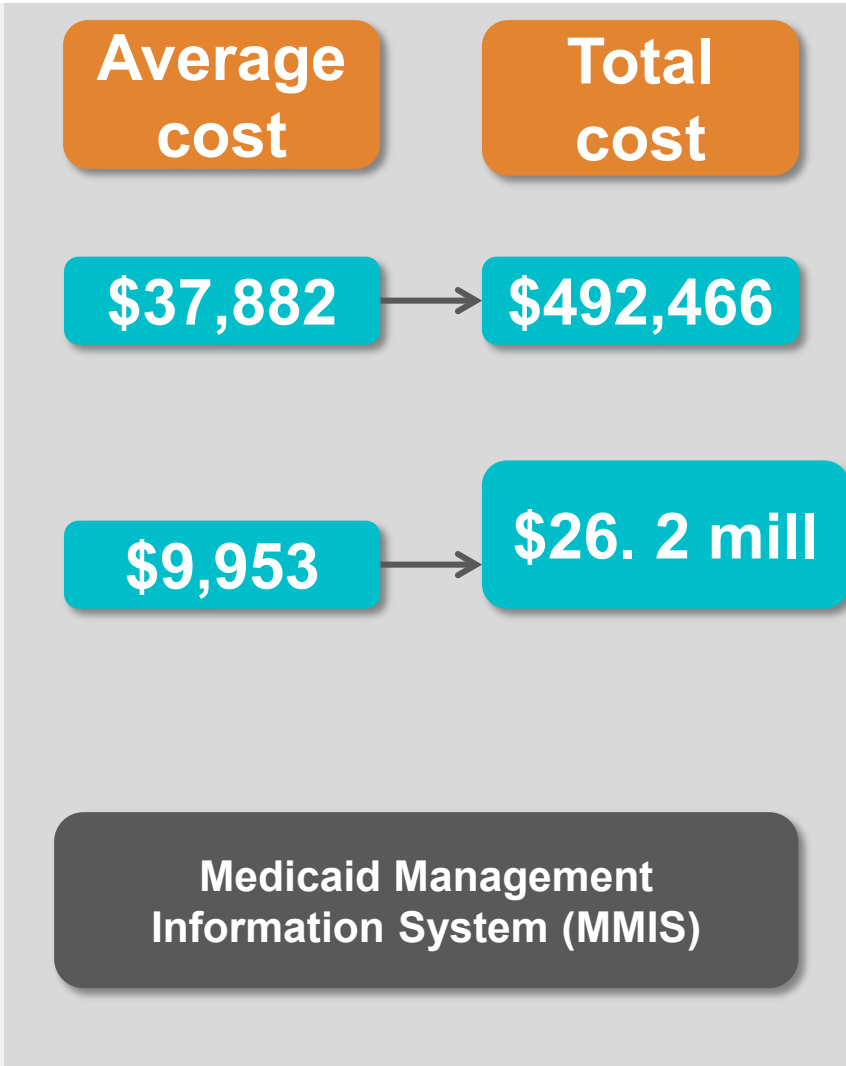 Average
cost
Total
cost
$37,882
$492,466
$9,953
$26. 2 mill
Medicaid Management
Information System (MMIS)